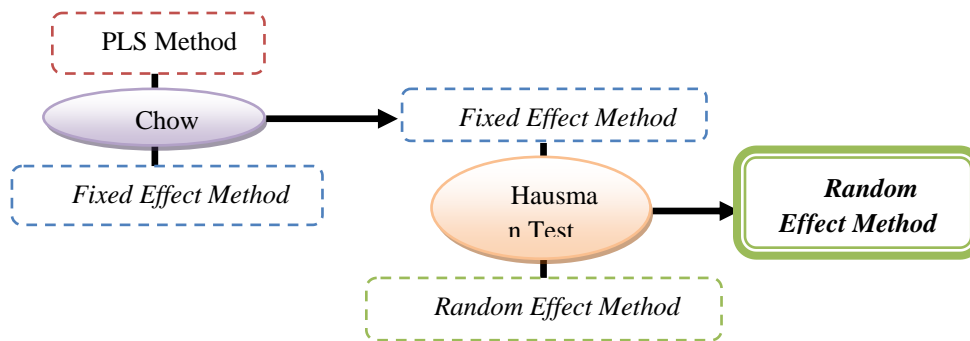 PLS Method
Chow
Fixed Effect Method
Fixed Effect Method
Hausma
n Test
Random Effect Method
Random
Effect Method